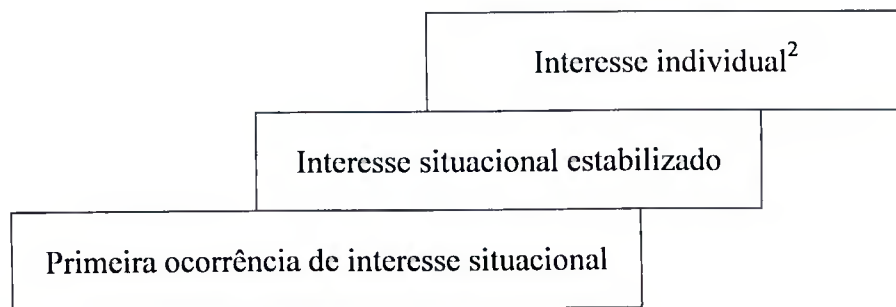 Interesse individual²
Interesse situacional estabilizado
Primeira ocorrência de interesse situacional